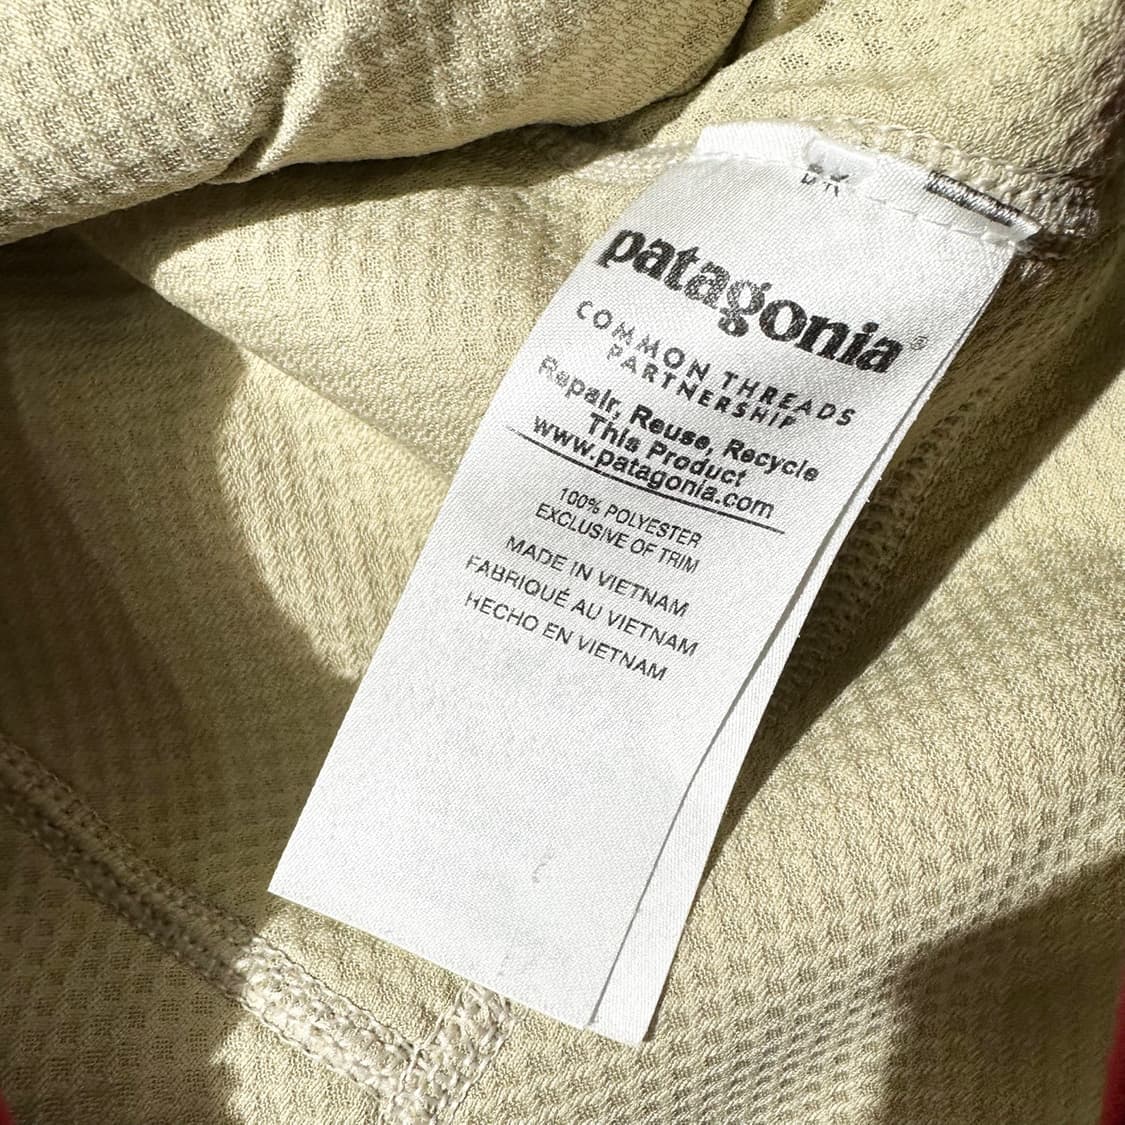 patagonia®
COMMON THREADS
PARTNERSHIP
Repair, Reuse, Recycle
This Product
www.patagonia.com
100% POLYESTER
EXCLUSIVE OF TRIM
MADE IN VIETNAM
FABRIQUÉ AU VIETNAM
HECHO EN VIETNAM